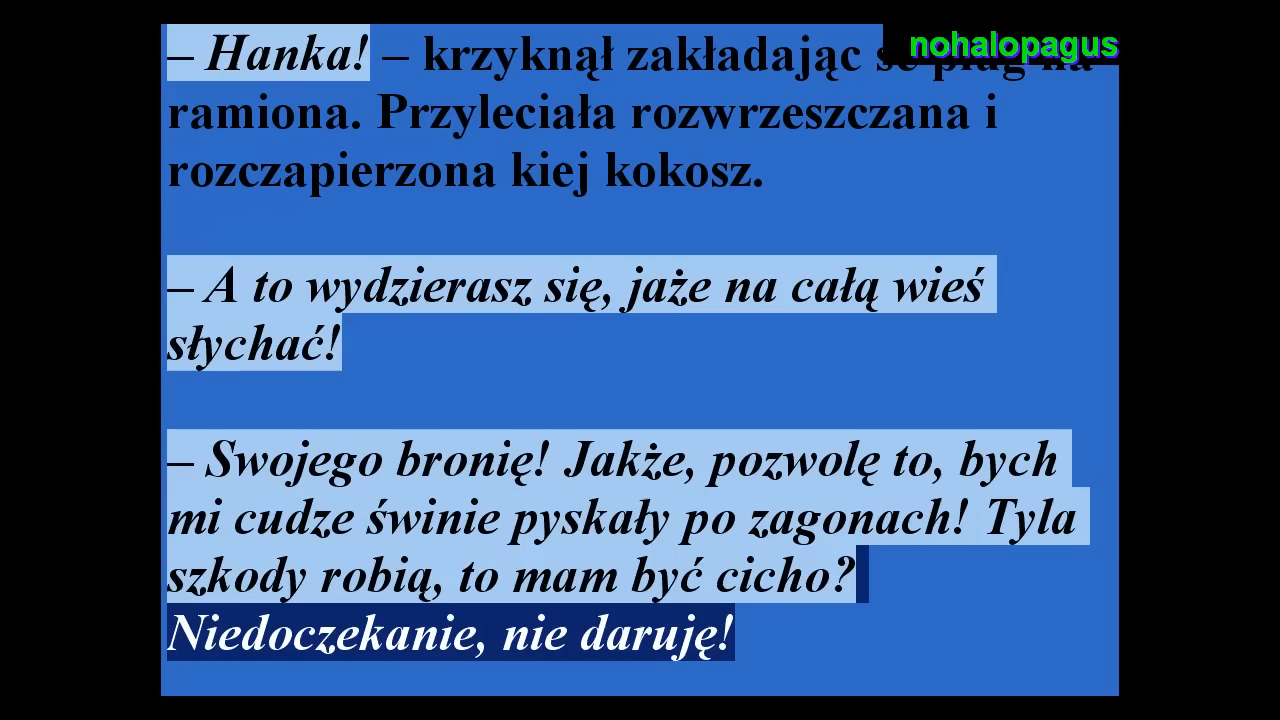 – Hanka! – krzyknął zakładając
nohalopagus
ramiona. Przyleciała rozwrzeszczana i
rozczapierzona kiej kokosz.
– A to wydzierasz się, jaże na całą wieś
słychać!
– Swojego bronię! Jakże, pozwolę to, bych
mi cudze świnie pyskały po zagonach! Tyla
szkody robią, to mam być cicho?
Niedoczekanie, nie daruję!